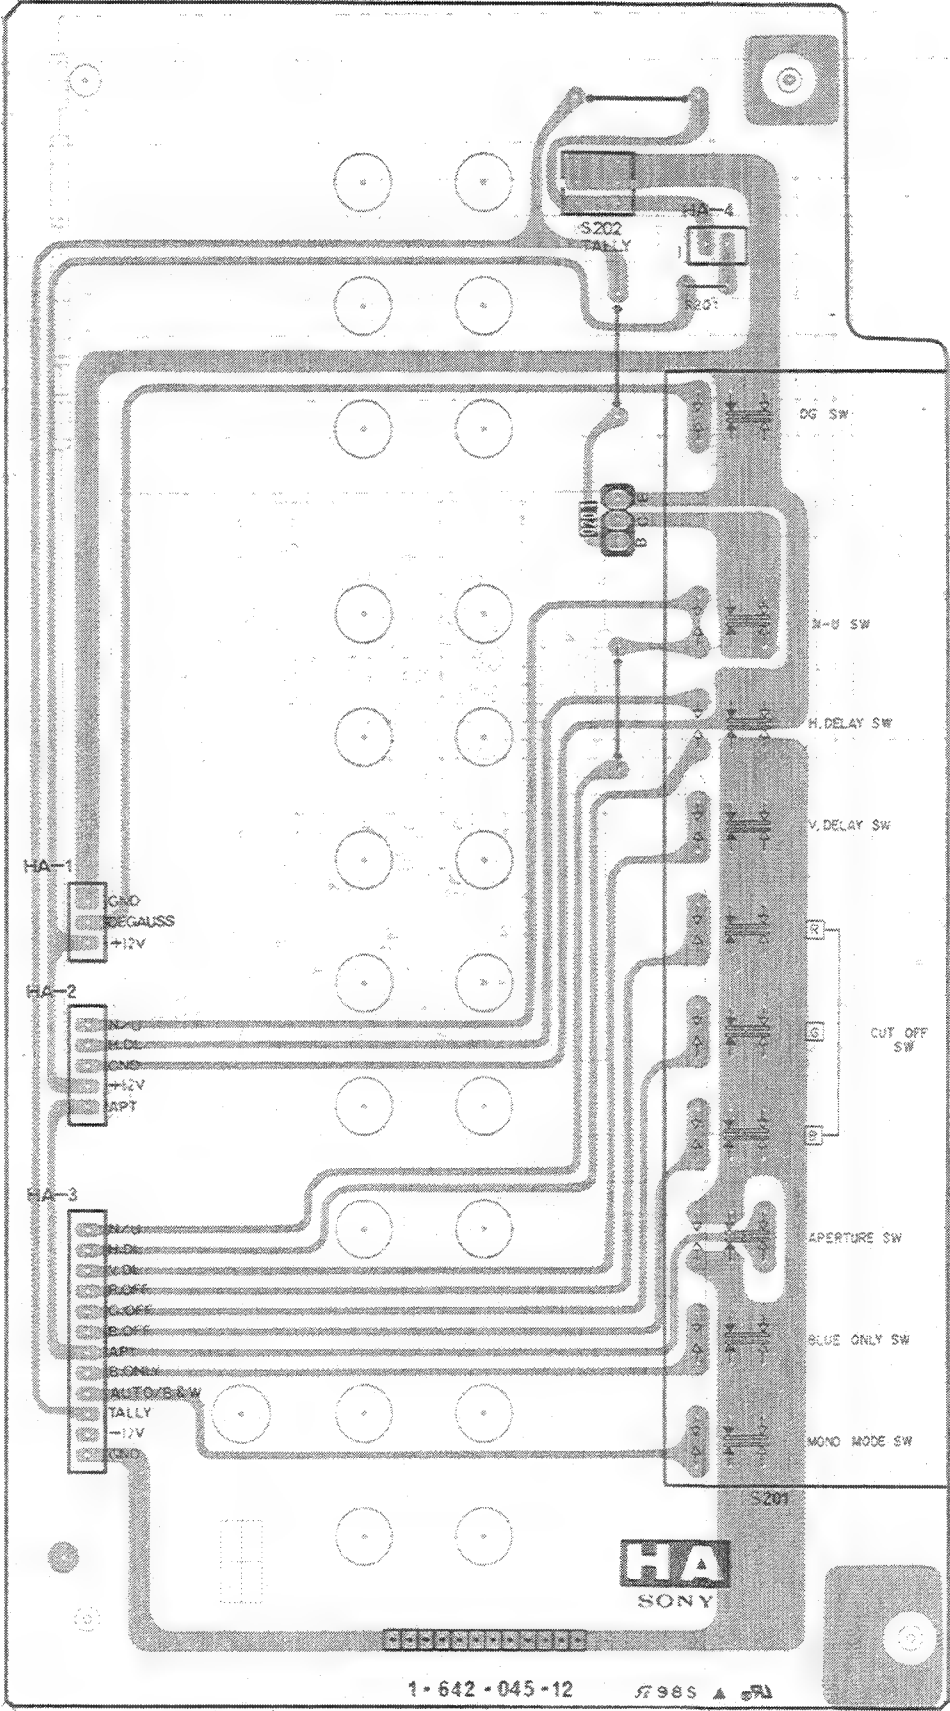 HA-4
S202
TALLY
1
DG SW
E
C
B
N-U SW
H.DELAY SW
V.DELAY SW
HA-1
GND
DEGAUSS
+12V
R
HA-2
N/U
H.DL
GND
+12V
APT
G
CUT OFF
SW
B
HA-3
N/U
H.DL
V.DL
R.OFF
G.OFF
B.OFF
APT
B.ONLY
AUTO/B&W
TALLY
-12V
GND
APERTURE SW
BLUE ONLY SW
MONO MODE SW
S201
HA
SONY
1-642-045-12
98S